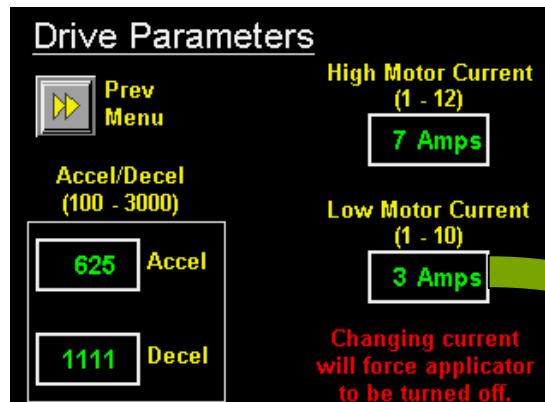 Drive Parameters
Prev
Menu
Accel/Decel
(100 - 3000)
625 Accel
1111 Decel
High Motor Current
(1 - 12)
7 Amps
Low Motor Current
(1 - 10)
3 Amps
Changing current
will force applicator
to be turned off.